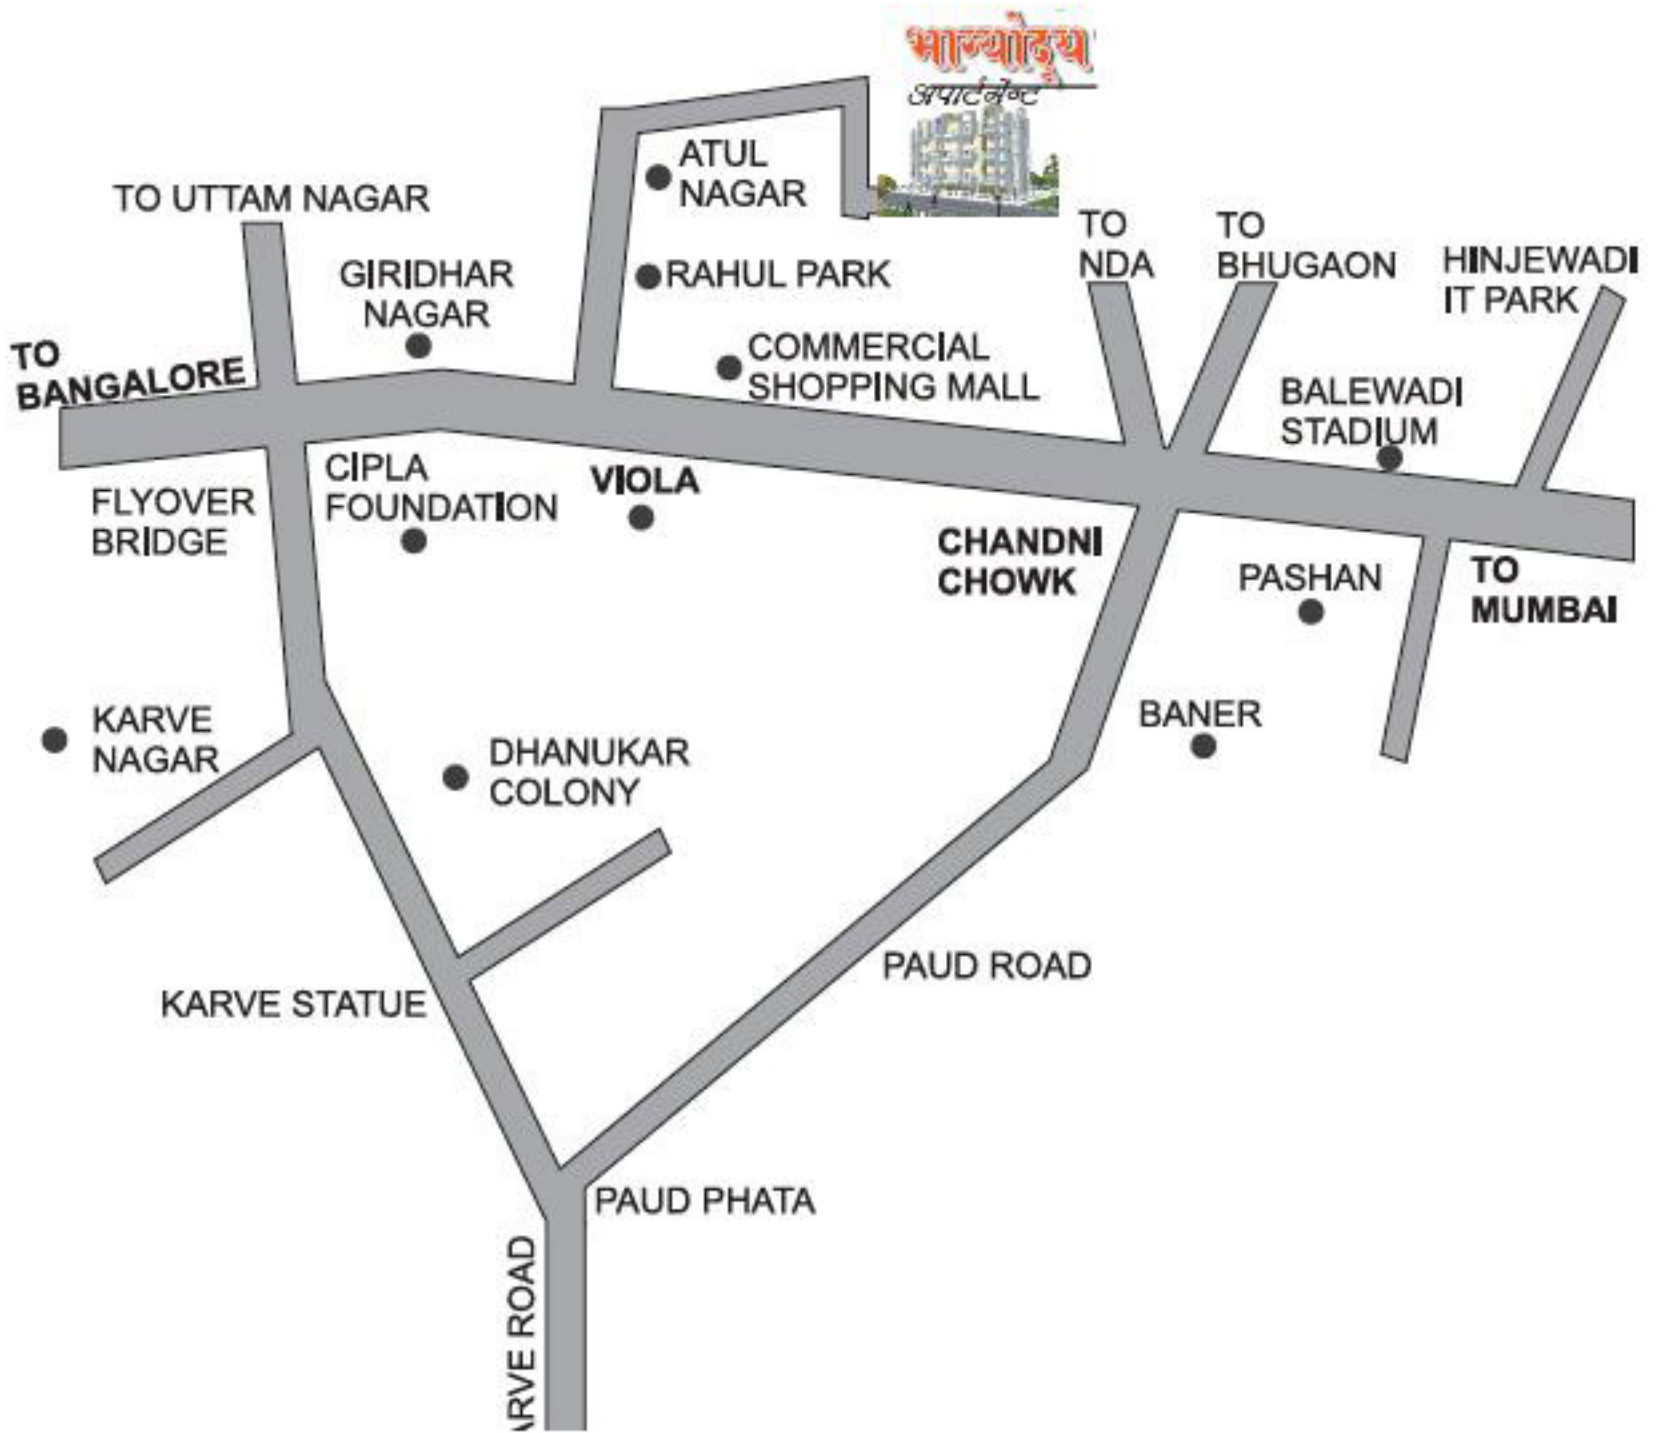 भाग्योदय
अपार्टमेन्ट
ATUL
NAGAR
TO UTTAM NAGAR
TO
NDA
TO
BHUGAON
HINJEWADI
IT PARK
GIRIDHAR
NAGAR
RAHUL PARK
TO
BANGALORE
COMMERCIAL
SHOPPING MALL
BALEWADI
STADIUM
FLYOVER
BRIDGE
CIPLA
FOUNDATION
VIOLA
CHANDNI
CHOWK
PASHAN
TO
MUMBAI
KARVE
NAGAR
DHANUKAR
COLONY
BANER
KARVE STATUE
PAUD ROAD
PAUD PHATA
ARVE ROAD